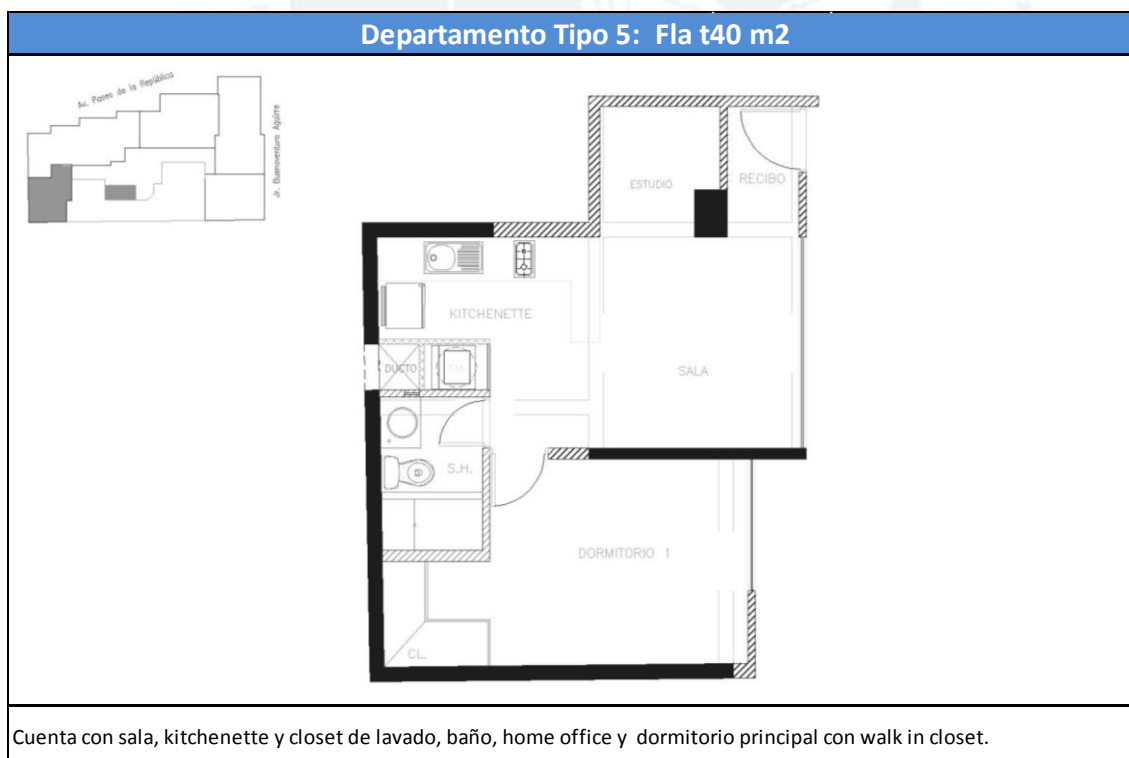 Departamento Tipo 5: Fla t40 m2
Av. Paseo de la República
Jr. Buenaventura Aguirre
ESTUDIO
RECIBO
KITCHENETTE
DUCTO
SALA
S.H.
DORMITORIO 1
CL.
Cuenta con sala, kitchenette y closet de lavado, baño, home office y dormitorio principal con walk in closet.